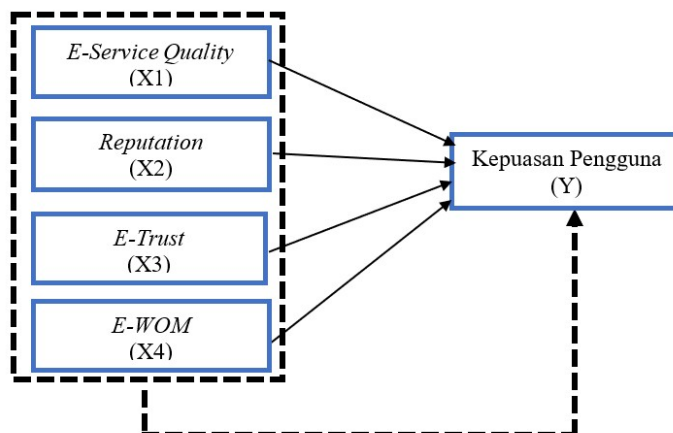 E-Service Quality
(X1)
Reputation
(X2)
E-Trust
(X3)
E-WOM
(X4)
Kepuasan Pengguna
(Y)